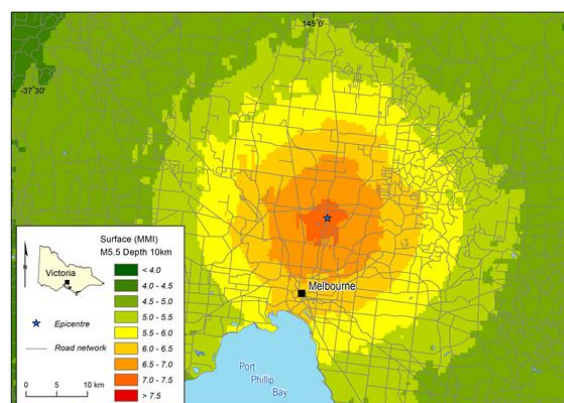 145°0'
-37°30'
Melbourne
Port
Phillip
Bay
Surface (MMI)
M5.5 Depth 10km
Victoria
N
Epicentre
Road network
0 5 10 km
< 4.0
4.0 - 4.5
4.5 - 5.0
5.0 - 5.5
5.5 - 6.0
6.0 - 6.5
6.5 - 7.0
7.0 - 7.5
> 7.5